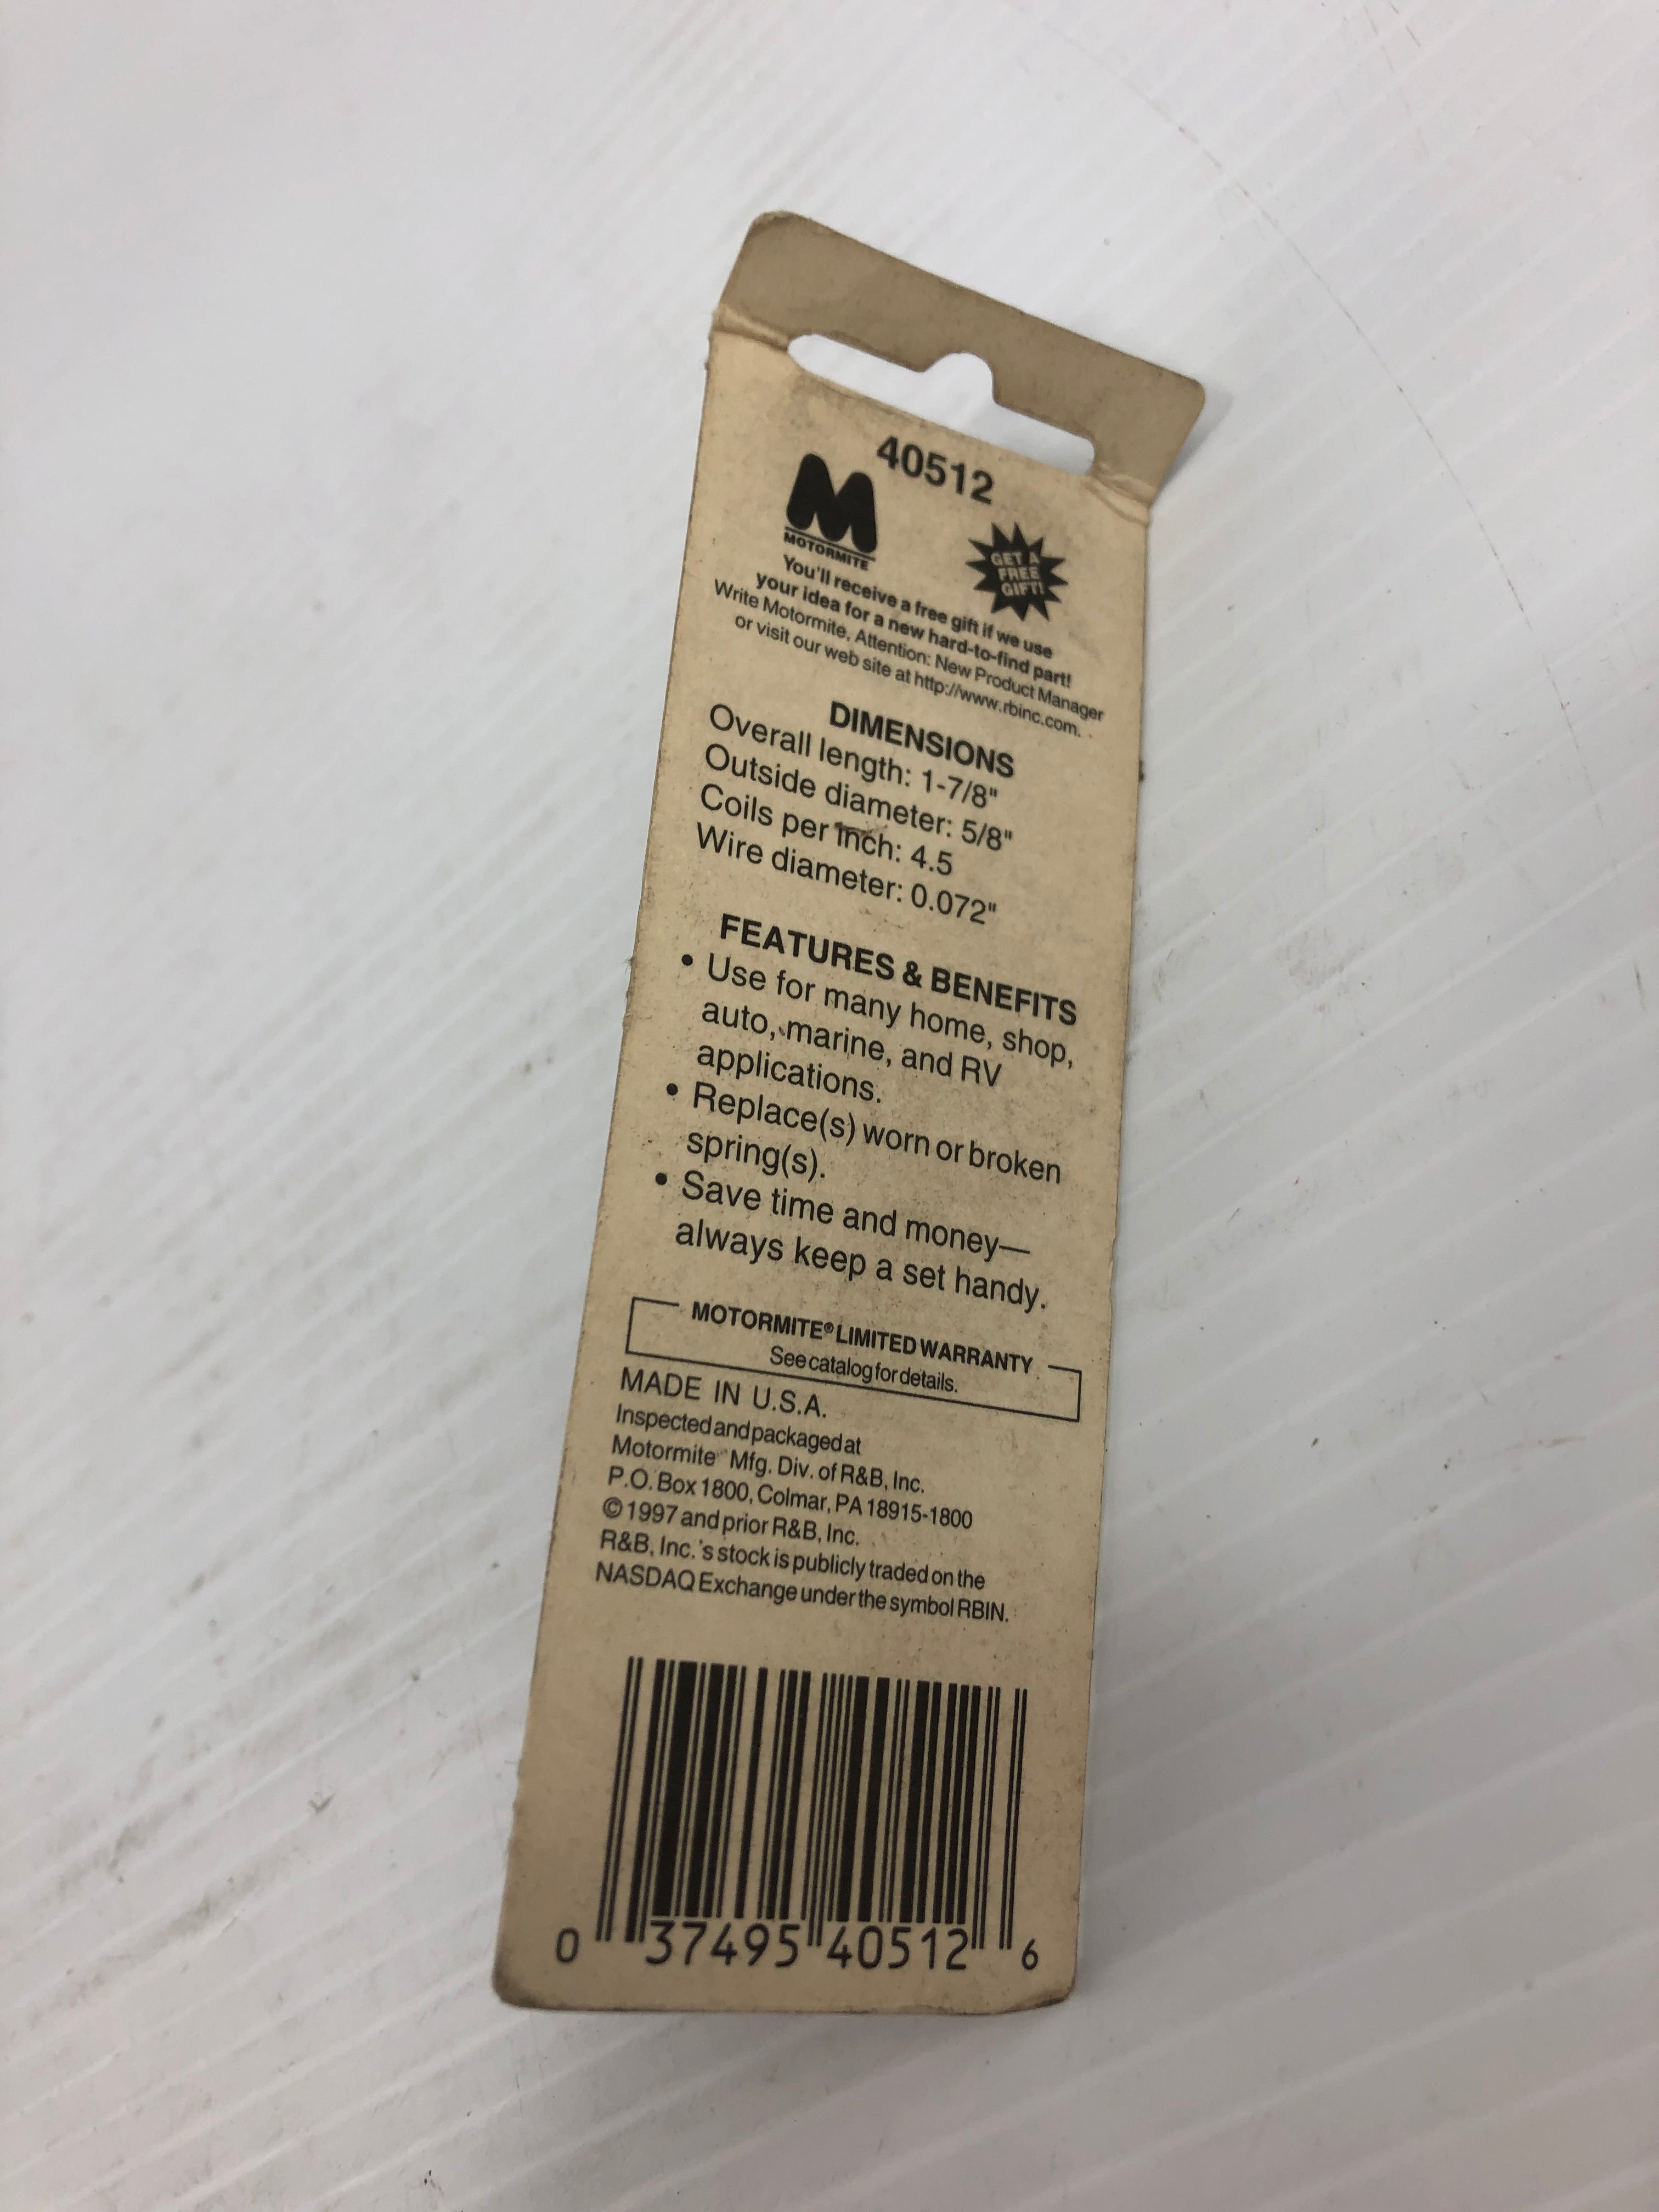 40512
M
MOTORMITE
GET A
FREE
GIFT!
You'll receive a free gift if we use
your idea for a new hard-to-find part!
Write Motormite, Attention: New Product Manager
or visit our web site at http://www.rbinc.com.
DIMENSIONS
Overall length: 1-7/8"
Outside diameter: 5/8"
Coils per inch: 4.5
Wire diameter: 0.072"
FEATURES & BENEFITS
• Use for many home, shop,
auto, marine, and RV
applications.
• Replace(s) worn or broken
spring(s).
• Save time and money—
always keep a set handy.
MOTORMITE® LIMITED WARRANTY
See catalog for details.
MADE IN U.S.A.
Inspected and packaged at
Motormite Mfg. Div. of R&B, Inc.
P.O. Box 1800, Colmar, PA 18915-1800
©1997 and prior R&B, Inc.
R&B, Inc.'s stock is publicly traded on the
NASDAQ Exchange under the symbol RBIN.
0 37495 40512 6